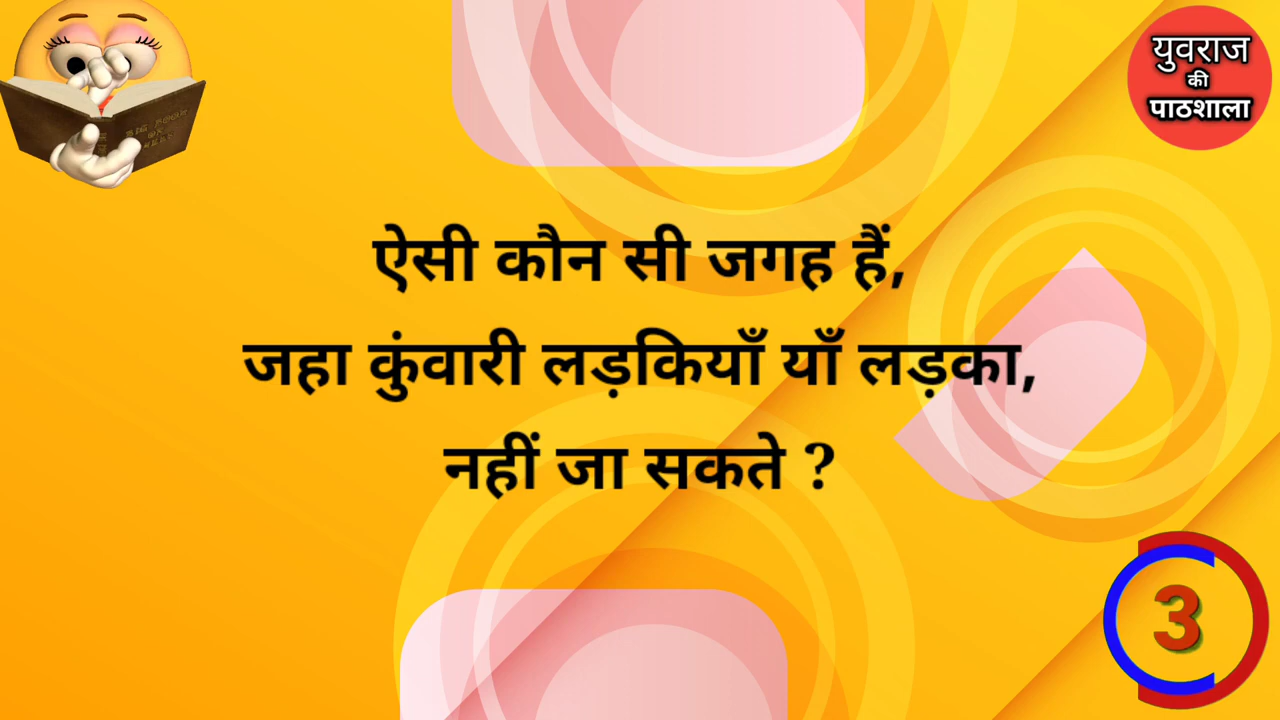 युवराज
की
पाठशाला
ऐसी कौन सी जगह हैं,
जहा कुंवारी लड़कियाँ याँ लड़का,
नहीं जा सकते ?
3